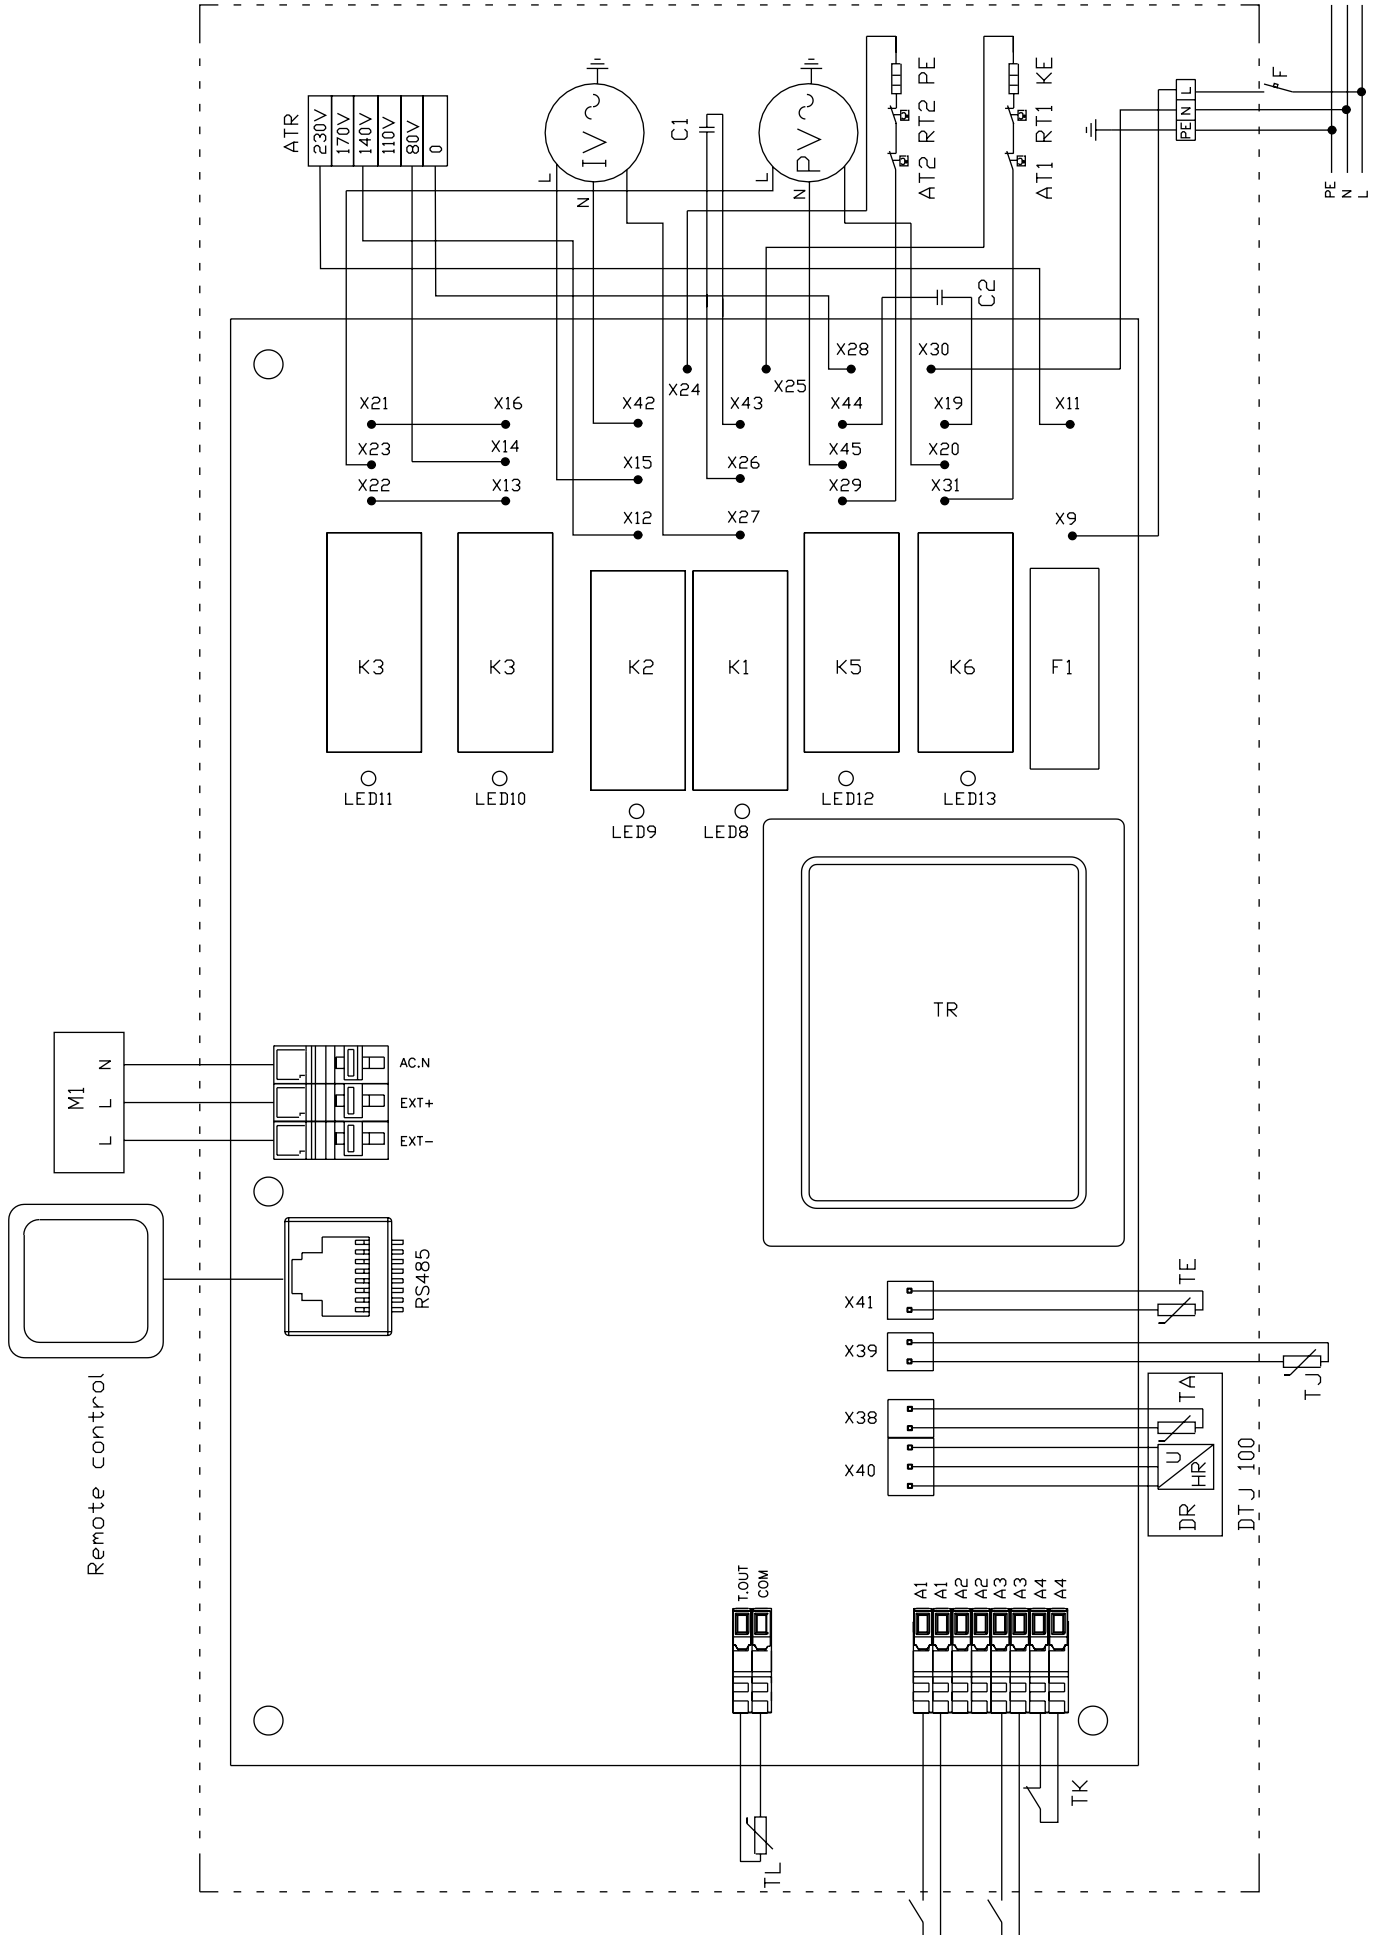 ATR
230V
170V
140V
110V
80V
0
IV
L
N
C1
PV
L
N
AT2 RT2 PE
AT1 RT1 KE
PE N L
F
PE
N
L
C2
X28
X30
X24
X25
X21
X16
X42
X43
X44
X19
X11
X23
X14
X15
X26
X45
X20
X22
X13
X12
X27
X29
X31
X9
K3
K3
K2
K1
K5
K6
F1
LED11
LED10
LED9
LED8
LED12
LED13
TR
M1
L L N
AC.N
EXT+
EXT-
RS485
Remote control
X41
X39
X38
X40
TE
TJ
TA
U
HR
DR
DTJ 100
T.OUT
COM
A1
A1
A2
A2
A3
A3
A4
A4
TK
TL